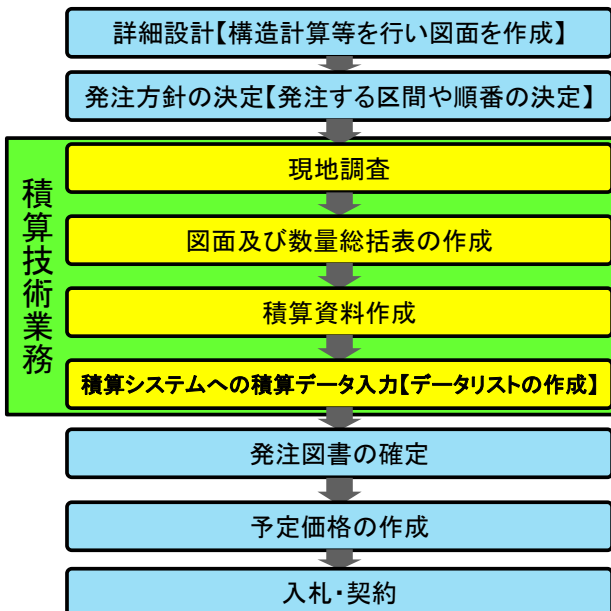 詳細設計【構造計算等を行い図面を作成】
発注方針の決定【発注する区間や順番の決定】
積算技術業務
現地調査
図面及び数量総括表の作成
積算資料作成
積算システムへの積算データ入力【データリストの作成】
発注図書の確定
予定価格の作成
入札・契約